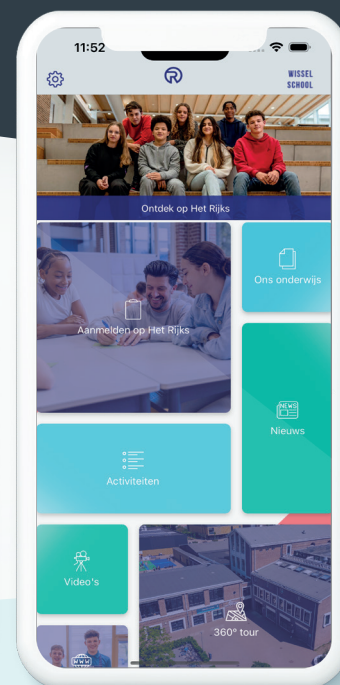 11:52
R
WISSEL
SCHOOL
Ontdek op Het Rijks
Aanmelden op Het Rijks
Ons onderwijs
NEWS
Nieuws
Activiteiten
Video's
360° tour